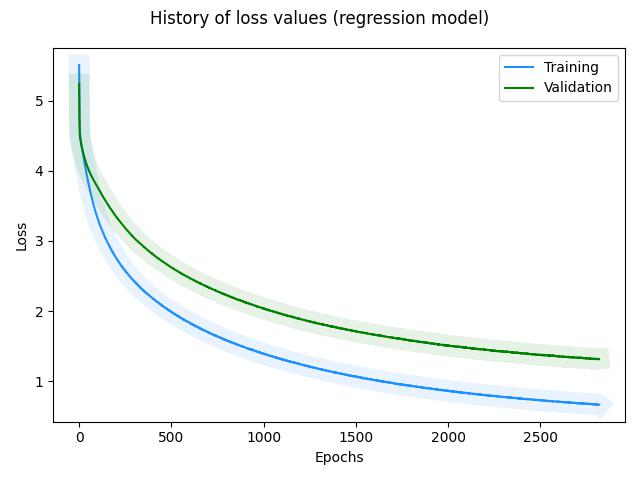 History of loss values (regression model)
Training
Validation
5
4
3
2
1
Loss
0 500 1000 1500 2000 2500
Epochs